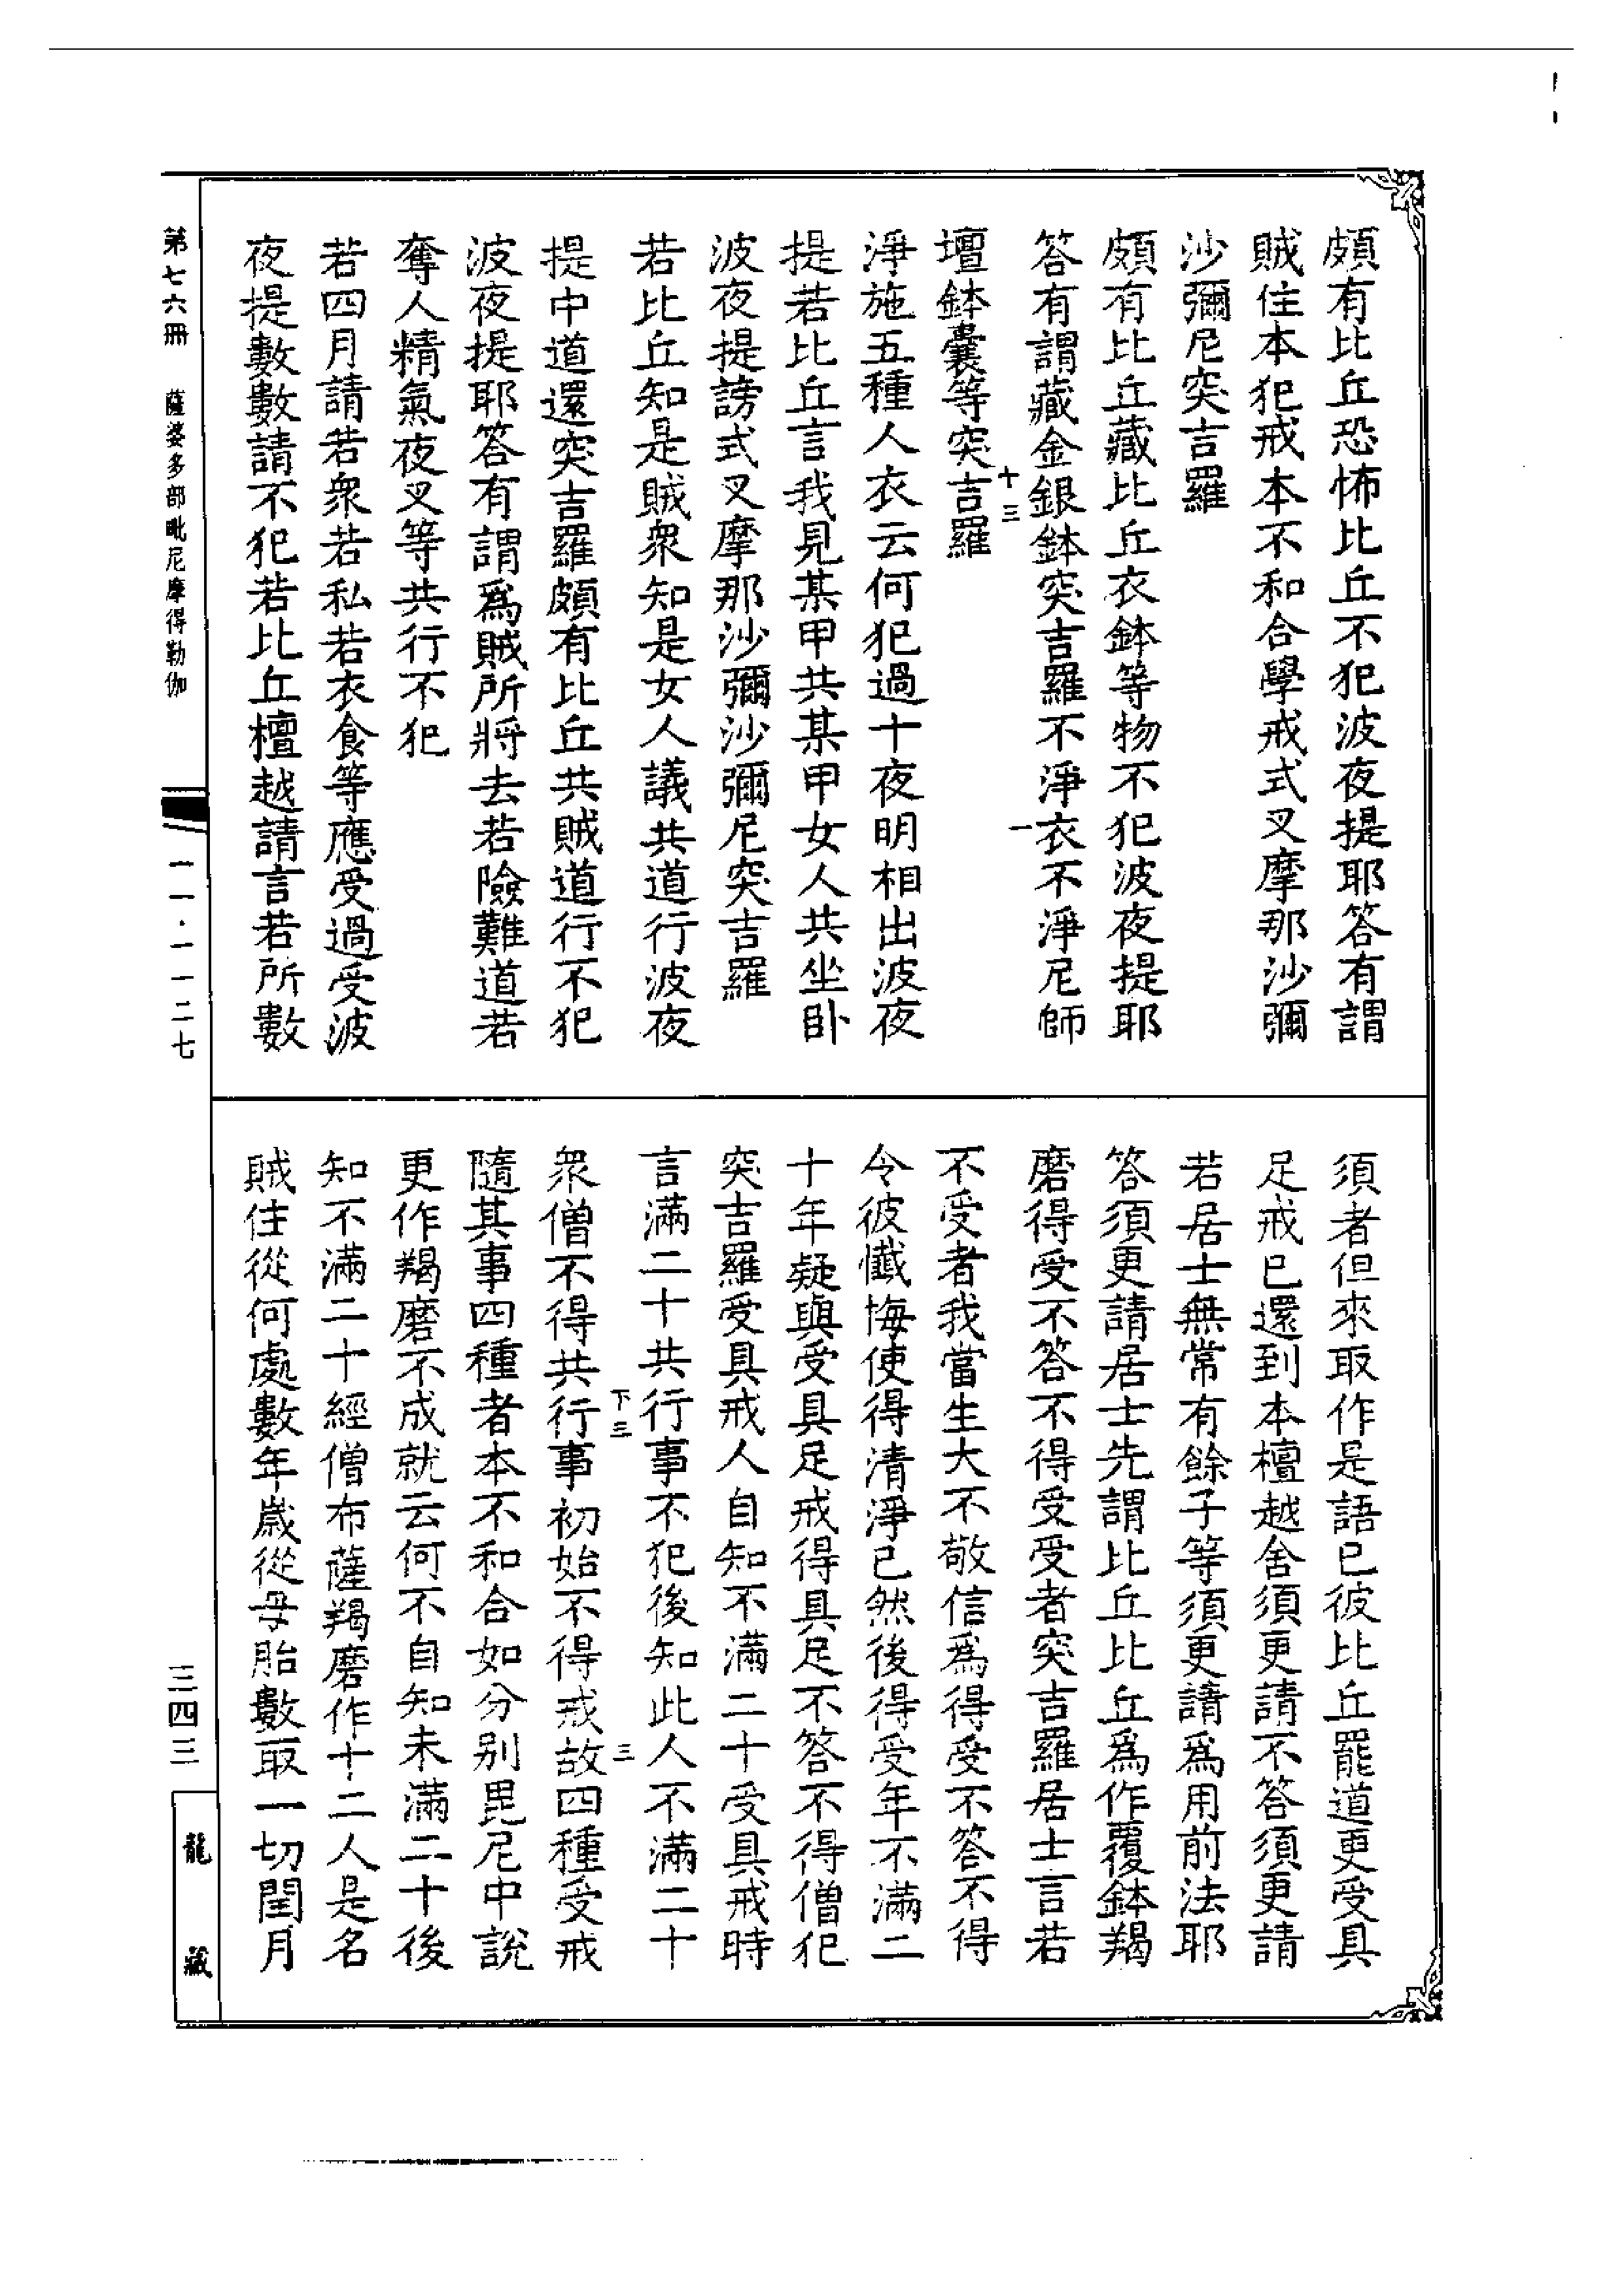 頗有比丘恐怖比丘不犯波夜提耶答有謂
賊住本犯戒本不和合學戒式叉摩那沙彌
沙彌尼突吉羅
頗有比丘藏比丘衣鉢等物不犯波夜提耶
答有謂藏金銀鉢突吉羅不淨衣不淨尼師
十三
一
壇鉢囊等突吉羅
淨施五種人衣云何犯過十夜明相出波夜
提若比丘言我見某甲共某甲女人共坐卧
波夜提謗式叉摩那沙彌沙彌尼突吉羅
若比丘知是賊衆知是女人議共道行波夜
提中道還突吉羅頗有比丘共賊道行不犯
波夜提耶答有謂爲賊所將去若險難道若
奪人精氣夜叉等共行不犯
若四月請若衆若私若衣食等應受過受波
夜提數數請不犯若比丘檀越請言若所數
須者但來取作是語已彼比丘罷道更受具
足戒已還到本檀越舍須更請不答須更請
若居士無常有餘子等須更請爲用前法耶
答須更請居士先謂比丘比丘爲作覆鉢羯
磨得受不答不得受受者突吉羅居士言若
不受者我當生大不敬信爲得受不答不得
令彼懺悔使得清淨已然後得受年不滿二
十年疑與受具足戒得具足不答不得僧犯
突吉羅受具戒人自知不滿二十受具戒時
言滿二十共行事不犯後知此人不滿二十
下三
三
衆僧不得共行事初始不得戒故四種受戒
隨其事四種者本不和合如分别毘尼中説
更作羯磨不成就云何不自知未滿二十後
知不滿二十經僧布薩羯磨作十二人是名
賊住從何處數年歲從母胎數取一切閏月
第七六冊　薩婆多部毗尼摩得勒伽
一一·一一二七
三四三
龍藏